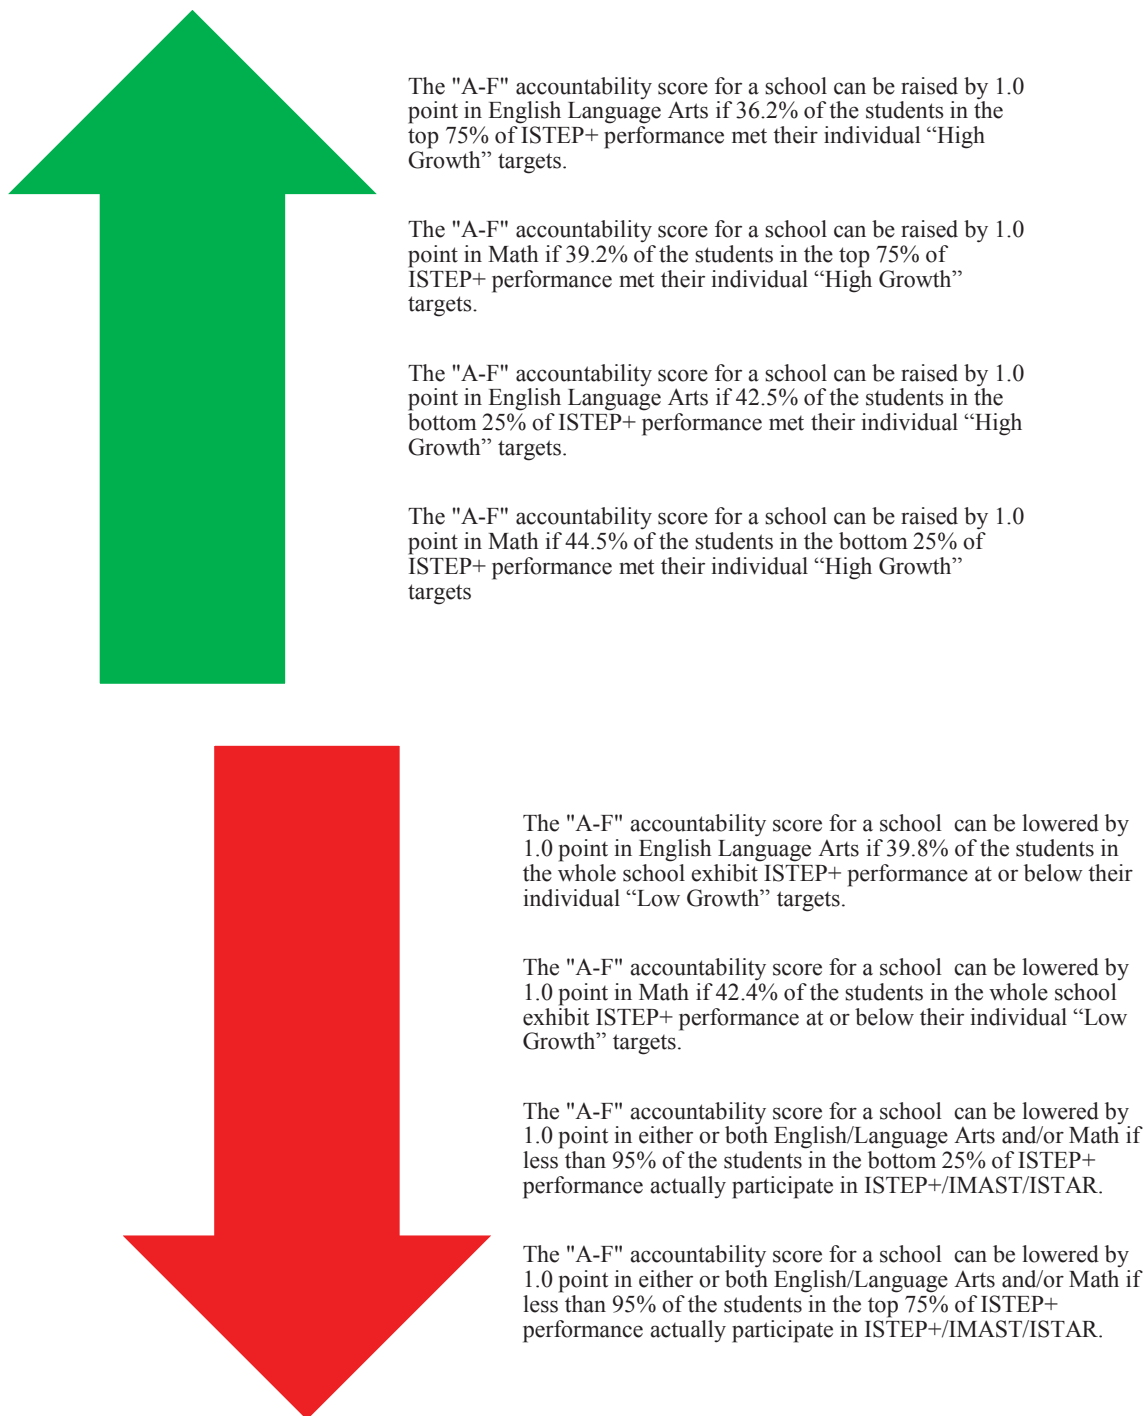 The "A-F" accountability score for a school can be raised by 1.0
point in English Language Arts if 36.2% of the students in the
top 75% of ISTEP+ performance met their individual “High
Growth” targets.
The "A-F" accountability score for a school can be raised by 1.0
point in Math if 39.2% of the students in the top 75% of
ISTEP+ performance met their individual “High Growth”
targets.
The "A-F" accountability score for a school can be raised by 1.0
point in English Language Arts if 42.5% of the students in the
bottom 25% of ISTEP+ performance met their individual “High
Growth” targets.
The "A-F" accountability score for a school can be raised by 1.0
point in Math if 44.5% of the students in the bottom 25% of
ISTEP+ performance met their individual “High Growth”
targets
The "A-F" accountability score for a school  can be lowered by
1.0 point in English Language Arts if 39.8% of the students in
the whole school exhibit ISTEP+ performance at or below their
individual “Low Growth” targets.
The "A-F" accountability score for a school  can be lowered by
1.0 point in Math if 42.4% of the students in the whole school
exhibit ISTEP+ performance at or below their individual “Low
Growth” targets.
The "A-F" accountability score for a school  can be lowered by
1.0 point in either or both English/Language Arts and/or Math if
less than 95% of the students in the bottom 25% of ISTEP+
performance actually participate in ISTEP+/IMAST/ISTAR.
The "A-F" accountability score for a school  can be lowered by
1.0 point in either or both English/Language Arts and/or Math if
less than 95% of the students in the top 75% of ISTEP+
performance actually participate in ISTEP+/IMAST/ISTAR.